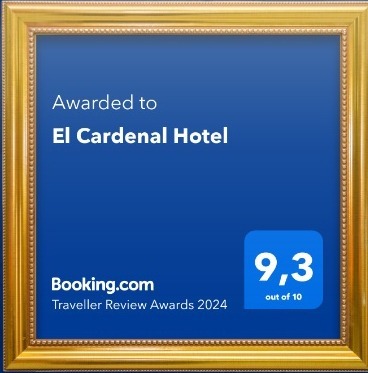 Awarded to
El Cardenal Hotel
9,3
out of 10
Booking.com
Traveller Review Awards 2024